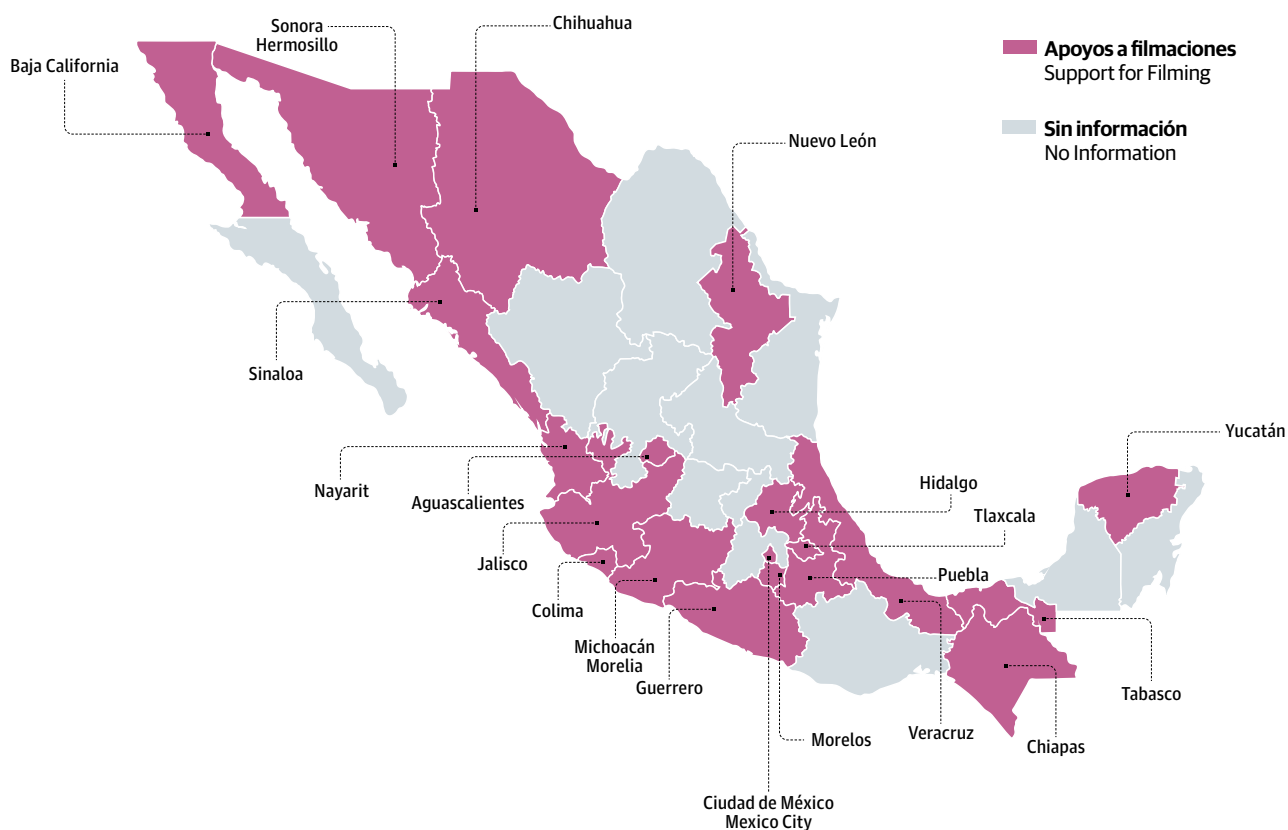 Sonora
Hermosillo
Chihuahua
Baja California
Apoyos a filmaciones
Support for Filming
Sin información
No Information
Nuevo León
Sinaloa
Yucatán
Nayarit
Aguascalientes
Hidalgo
Tlaxcala
Jalisco
Puebla
Colima
Michoacán
Morelia
Guerrero
Tabasco
Morelos
Veracruz
Chiapas
Ciudad de México
Mexico City